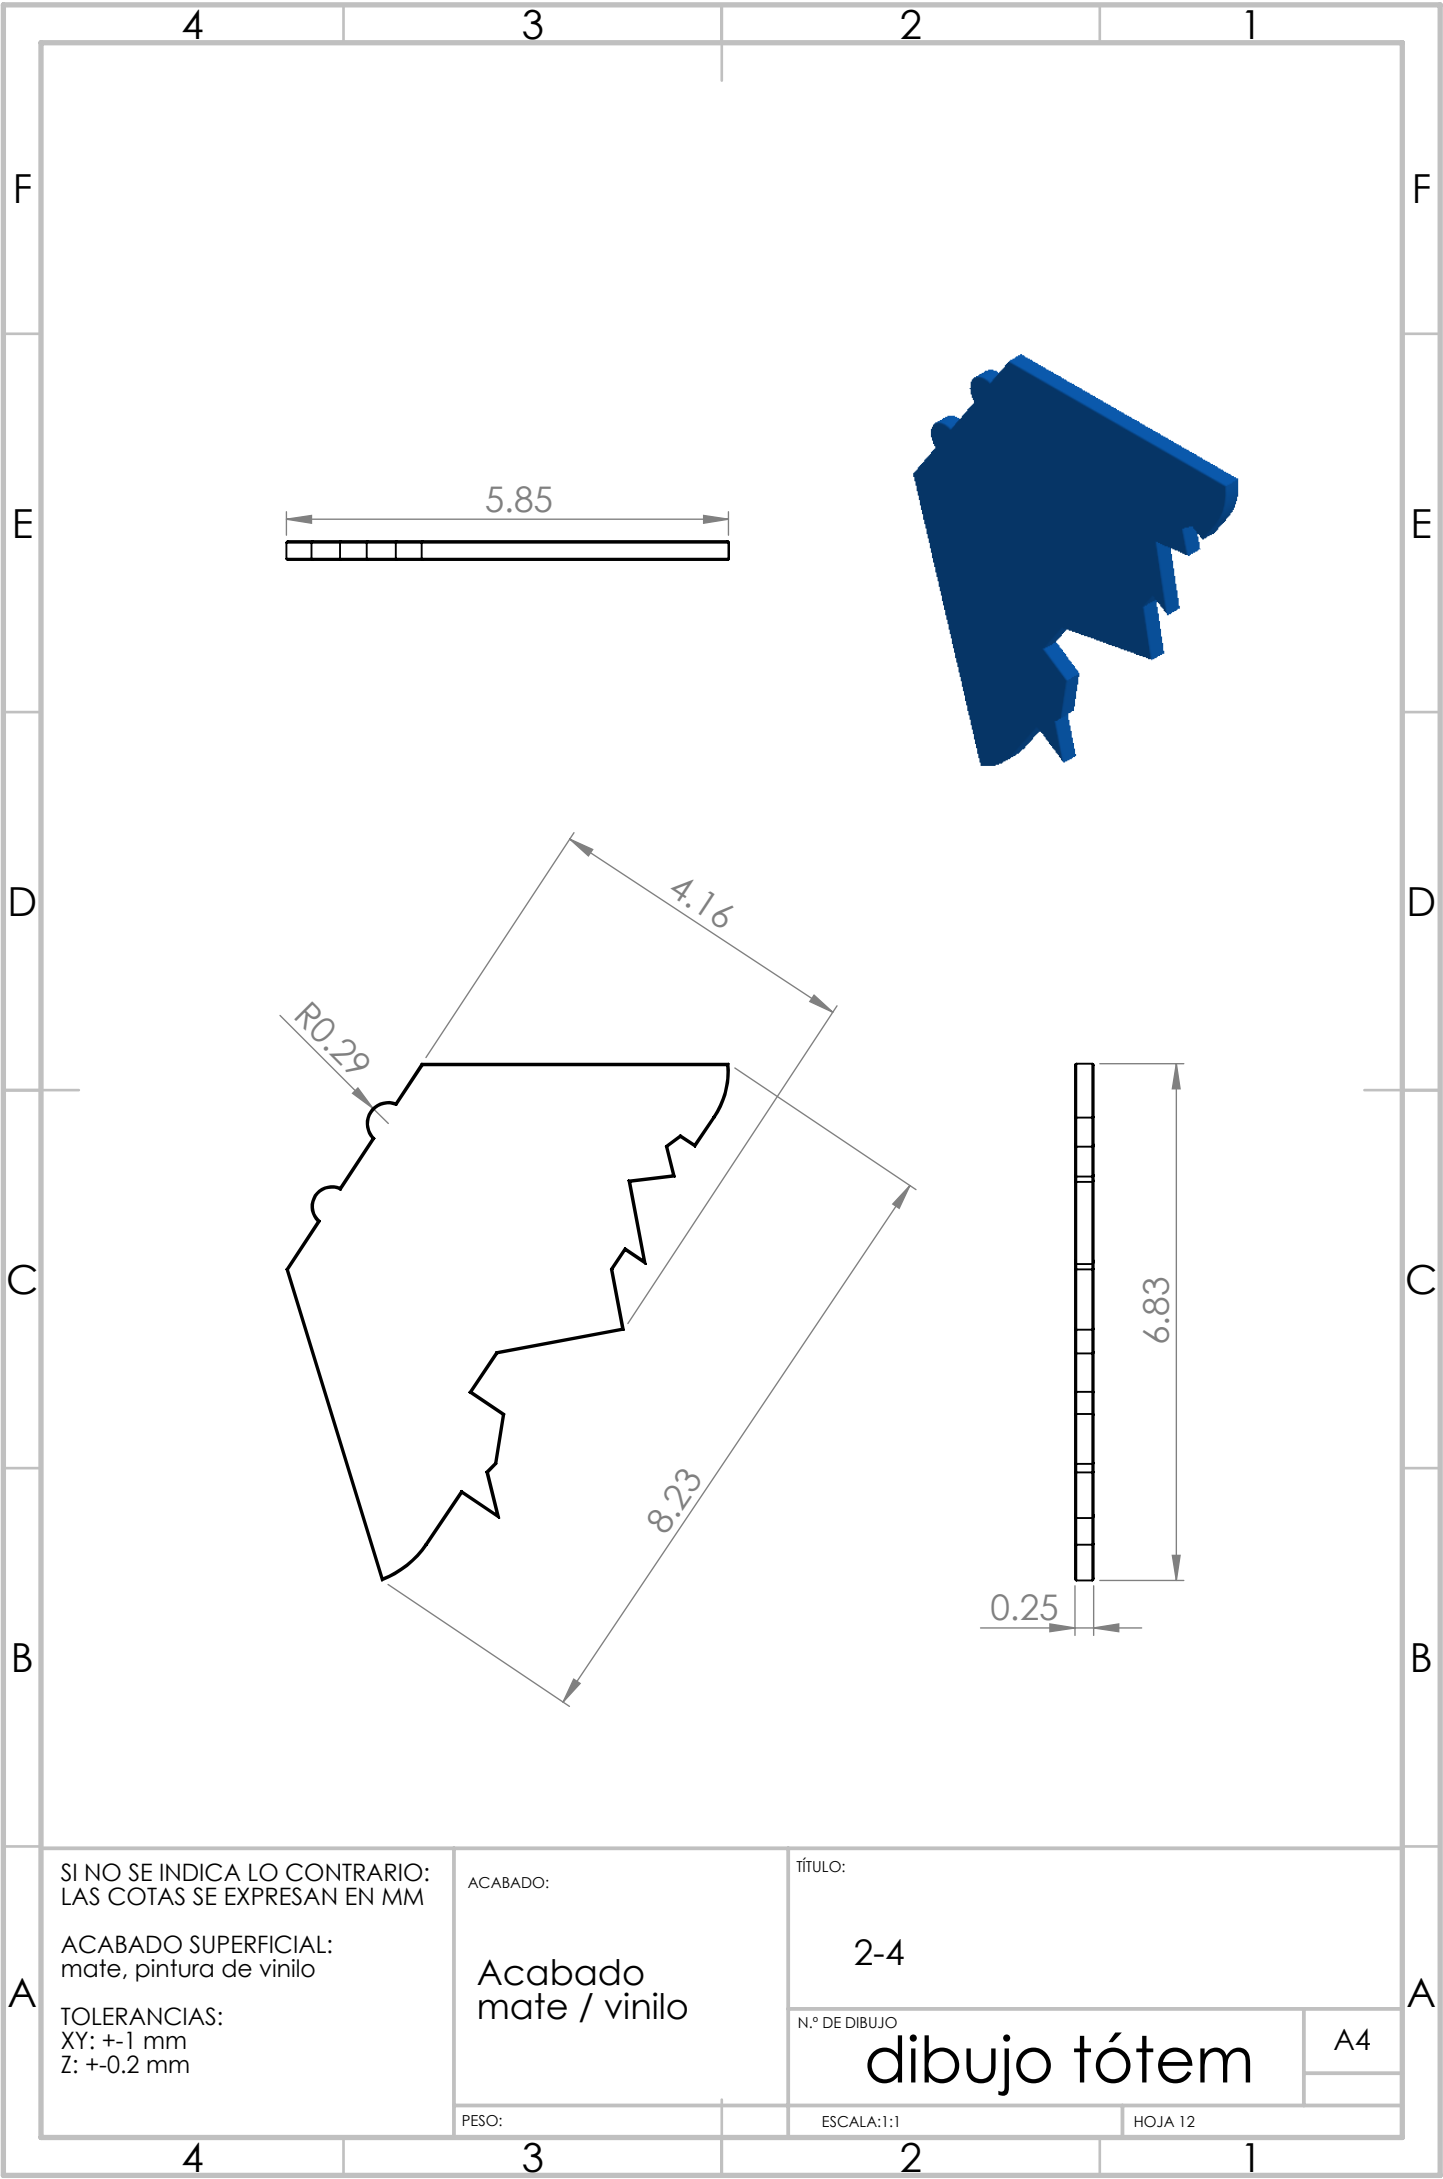 4 3 2 1
F F
E E
D D
C C
B B
A A
5.85
4.16
R0.29
8.23
6.83
0.25
SI NO SE INDICA LO CONTRARIO:
LAS COTAS SE EXPRESAN EN MM
ACABADO SUPERFICIAL:
mate, pintura de vinilo
TOLERANCIAS:
XY: +-1 mm
Z: +-0.2 mm
ACABADO:
Acabado
mate / vinilo
PESO:
TÍTULO:
2-4
N.º DE DIBUJO
dibujo tótem
A4
ESCALA:1:1
HOJA 12
4 3 2 1